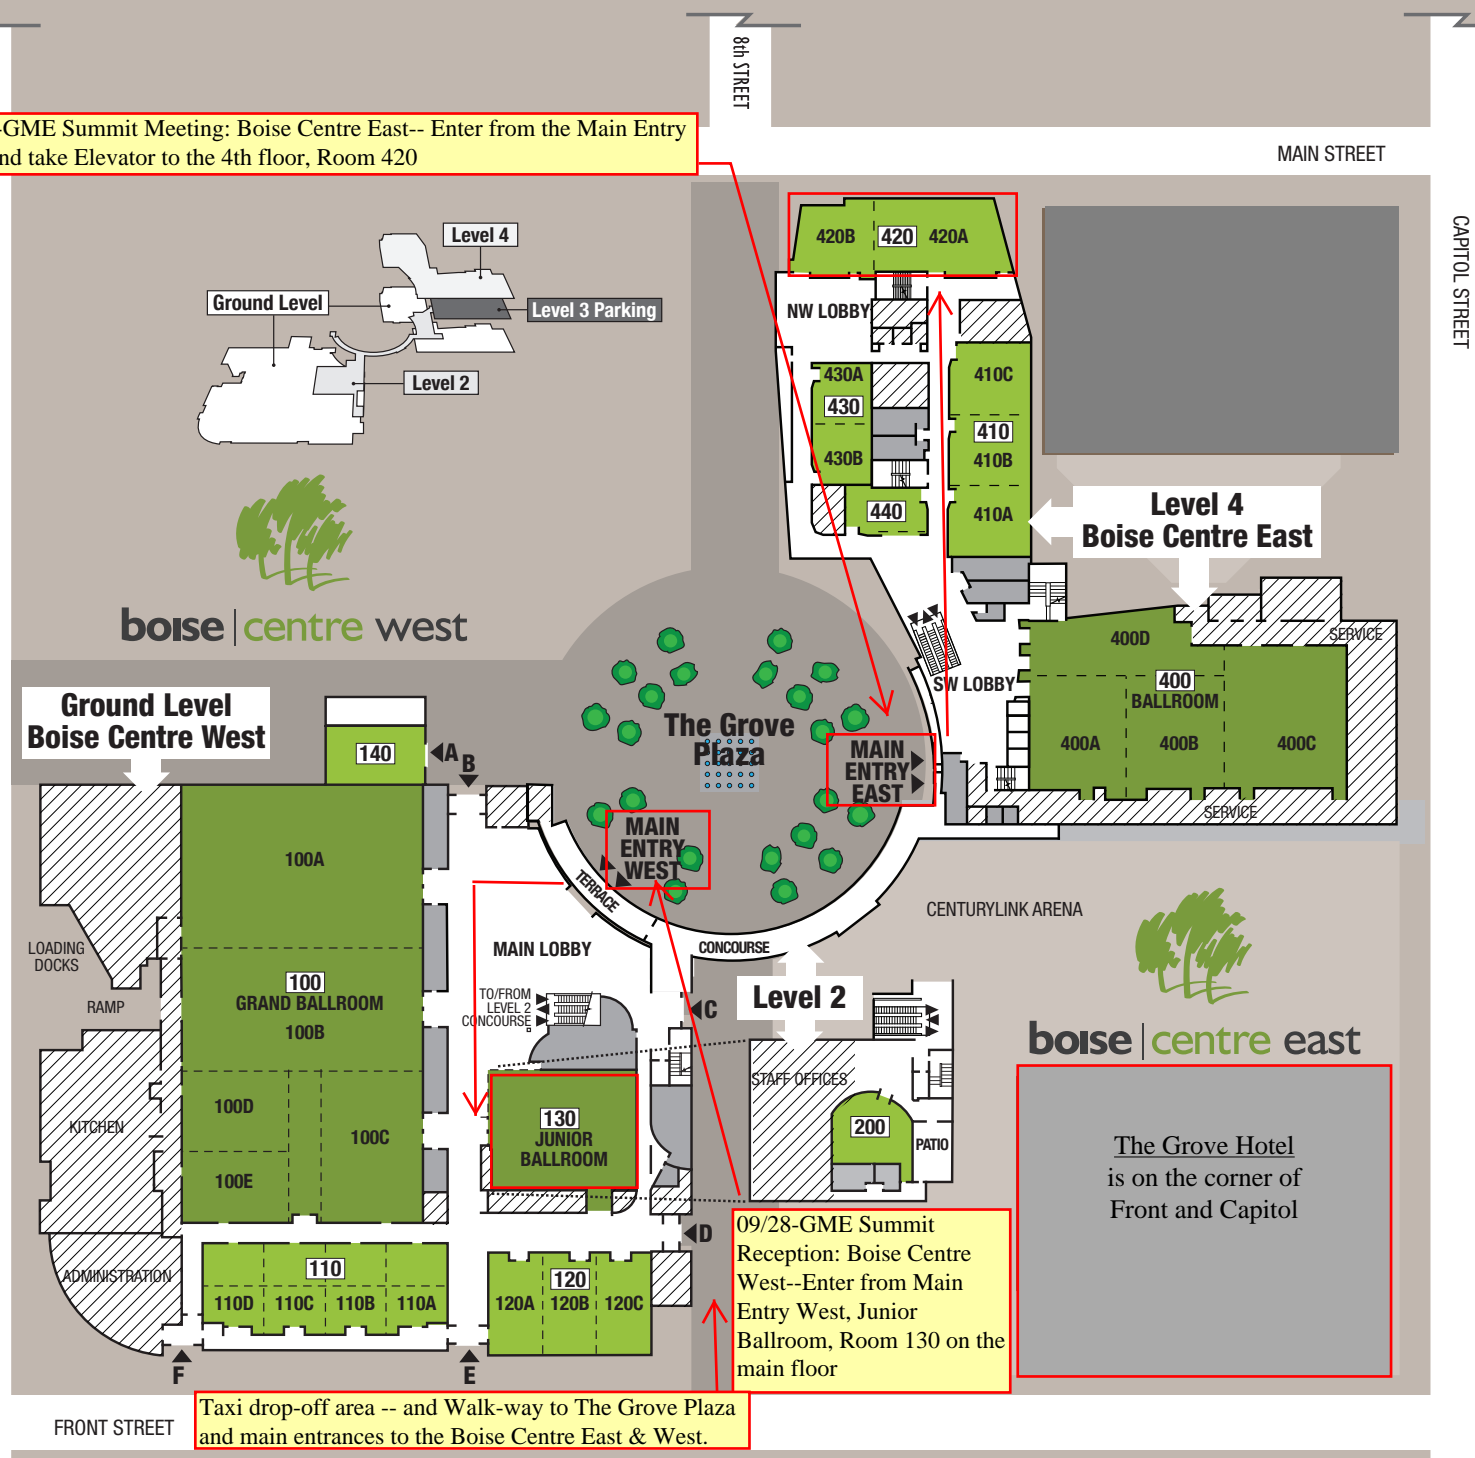 8th STREET
-GME Summit Meeting: Boise Centre East-- Enter from the Main Entry
nd take Elevator to the 4th floor, Room 420
MAIN STREET
CAPITOL STREET
Level 4
Ground Level
Level 3 Parking
Level 2
420B
420
420A
NW LOBBY
430A
430
430B
440
410C
410
410B
410A
Level 4
Boise Centre East
boise | centre west
SERVICE
400D
400
BALLROOM
400A
400B
400C
SERVICE
SW LOBBY
Ground Level
Boise Centre West
The Grove
Plaza
MAIN
ENTRY
EAST
MAIN
ENTRY
WEST
140
A
B
100A
TERRACE
CENTURYLINK ARENA
LOADING
DOCKS
MAIN LOBBY
CONCOURSE
100
GRAND BALLROOM
RAMP
TO/FROM
LEVEL 2
CONCOURSE
Level 2
C
100B
boise | centre east
STAFF OFFICES
100D
KITCHEN
100C
100E
130
JUNIOR
BALLROOM
200
PATIO
The Grove Hotel
is on the corner of
Front and Capitol
09/28-GME Summit
Reception: Boise Centre
West--Enter from Main
Entry West, Junior
Ballroom, Room 130 on the
main floor
D
ADMINISTRATION
110
110D
110C
110B
110A
120
120A
120B
120C
F
E
Taxi drop-off area -- and Walk-way to The Grove Plaza
and main entrances to the Boise Centre East & West.
FRONT STREET